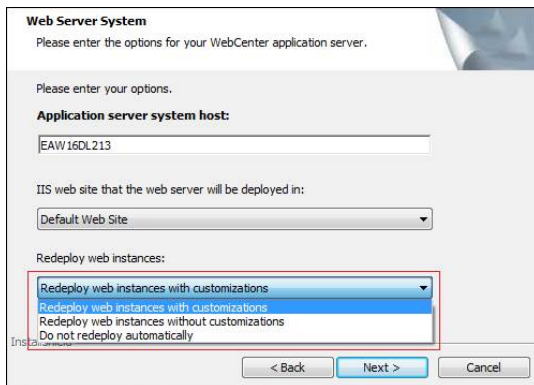 Web Server System
Please enter the options for your WebCenter application server.
Please enter your options.
Application server system host:
EAW16DL213
IIS web site that the web server will be deployed in:
Default Web Site
Redeploy web instances:
Redeploy web instances with customizations
Redeploy web instances with customizations
Redeploy web instances without customizations
Do not redeploy automatically
InstallShield
< Back
Next >
Cancel